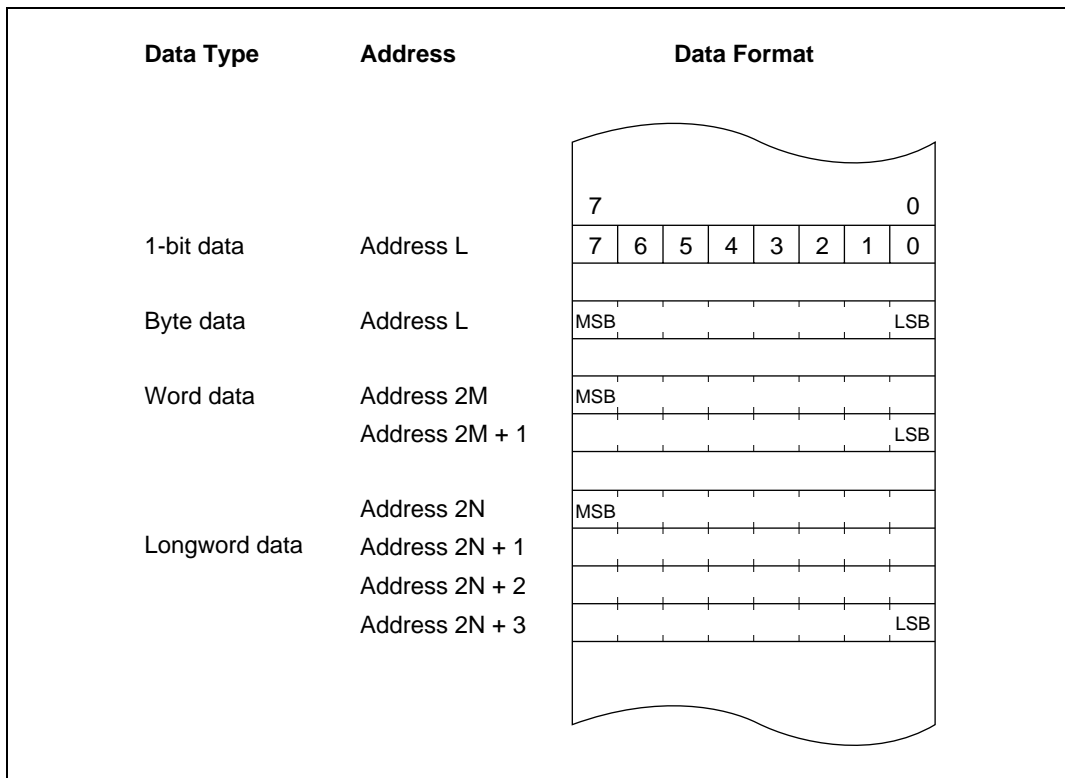 Data Type Address Data Format
7 0
1-bit data Address L 7 6 5 4 3 2 1 0
Byte data Address L MSB LSB
Word data Address 2M MSB
Address 2M + 1 LSB
Address 2N MSB
Longword data Address 2N + 1
Address 2N + 2
Address 2N + 3 LSB